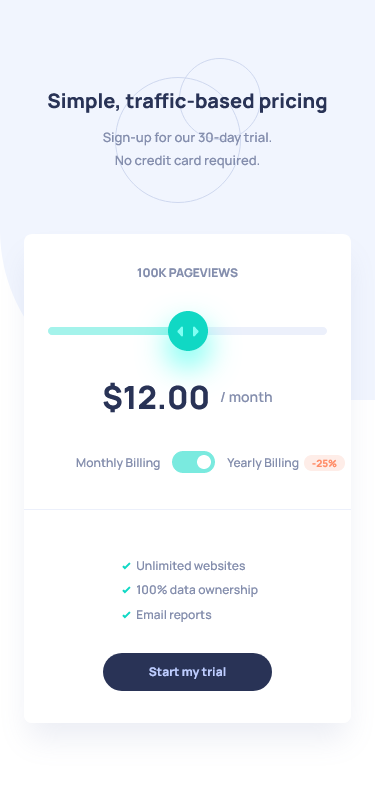 Simple, traffic-based pricing
Sign-up for our 30-day trial.
No credit card required.
100K PAGEVIEWS
$12.00 / month
Monthly Billing Yearly Billing -25%
Unlimited websites
100% data ownership
Email reports
Start my trial